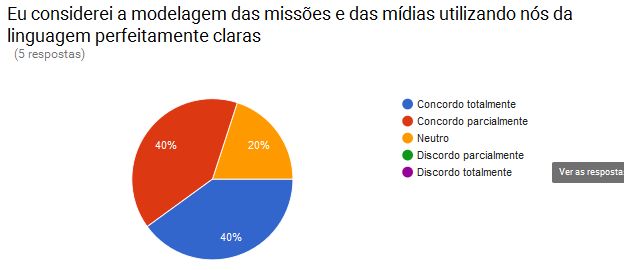 Eu considerei a modelagem das missões e das mídias utilizando nós da
linguagem perfeitamente claras
(5 respostas)
Concordo totalmente
Concordo parcialmente
Neutro
Discordo parcialmente
Discordo totalmente
40%
20%
40%
Ver as resposta